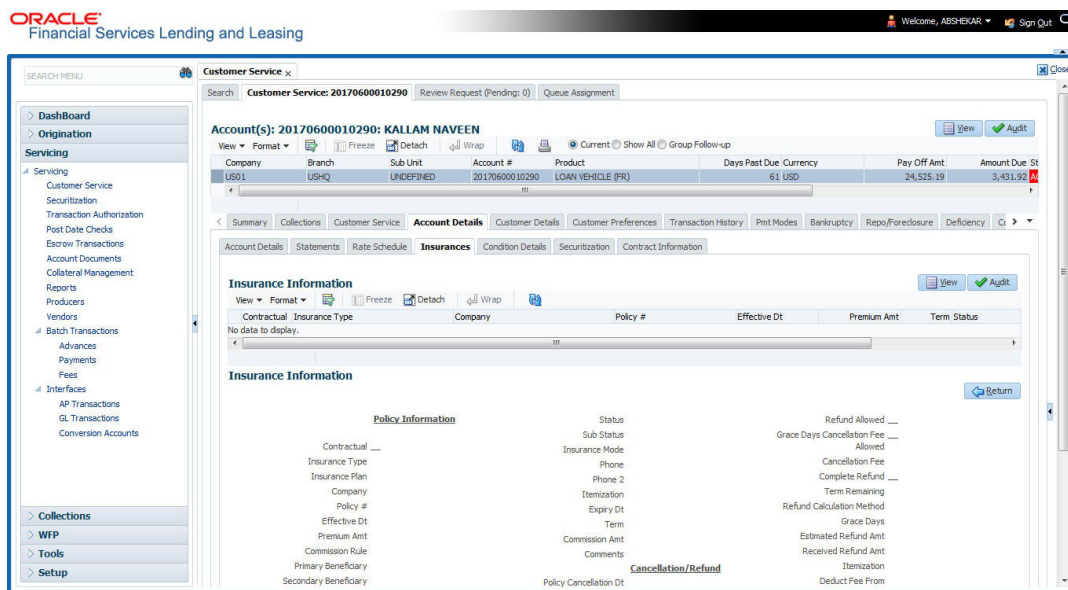 ORACLE'
Financial Services Lending and Leasing
Welcome, ABSHEKAR
Sign Out
SEARCH MENU
DashBoard
Origination
Servicing
Servicing
Customer Service
Securitization
Transaction Authorization
Post Date Checks
Escrow Transactions
Account Documents
Collateral Management
Reports
Producers
Vendors
Batch Transactions
Advances
Payments
Fees
Interfaces
AP Transactions
GL Transactions
Conversion Accounts
Collections
WFP
Tools
Setup
Customer Service
Close
Search Customer Service: 20170600010290 Review Request (Pending: 0) Queue Assignment
Account(s): 20170600010290: KALLAM NAVEEN
View Audit
View Format Freeze Detach Wrap Current Show All Group Follow-up
Company Branch Sub Unit Account # Product Days Past Due Currency Pay Off Amt Amount Due St
US01 USHQ UNDEFINED 20170600010290 LOAN VEHICLE (FR) 61 USD 24,525.19 3,431.92 AC
Summary Collections Customer Service Account Details Customer Details Customer Preferences Transaction History Pmt Modes Bankruptcy Repo/Foredosure Deficiency
Account Details Statements Rate Schedule Insurances Condition Details Securitization Contract Information
Insurance Information
View Audit
View Format Freeze Detach Wrap
Contractual Insurance Type Company Policy # Effective Dt Premium Amt Term Status
No data to display.
Insurance Information
Return
Policy Information
Contractual
Insurance Type
Insurance Plan
Company
Policy #
Effective Dt
Premium Amt
Commission Rule
Primary Beneficiary
Secondary Beneficiary
Status
Sub Status
Insurance Mode
Phone
Phone 2
Itemization
Expiry Dt
Term
Commission Amt
Comments
Cancellation/Refund
Policy Cancellation Dt
Refund Allowed
Grace Days Cancellation Fee
Allowed
Cancellation Fee
Complete Refund
Term Remaining
Refund Calculation Method
Grace Days
Estimated Refund Amt
Received Refund Amt
Itemization
Deduct Fee From